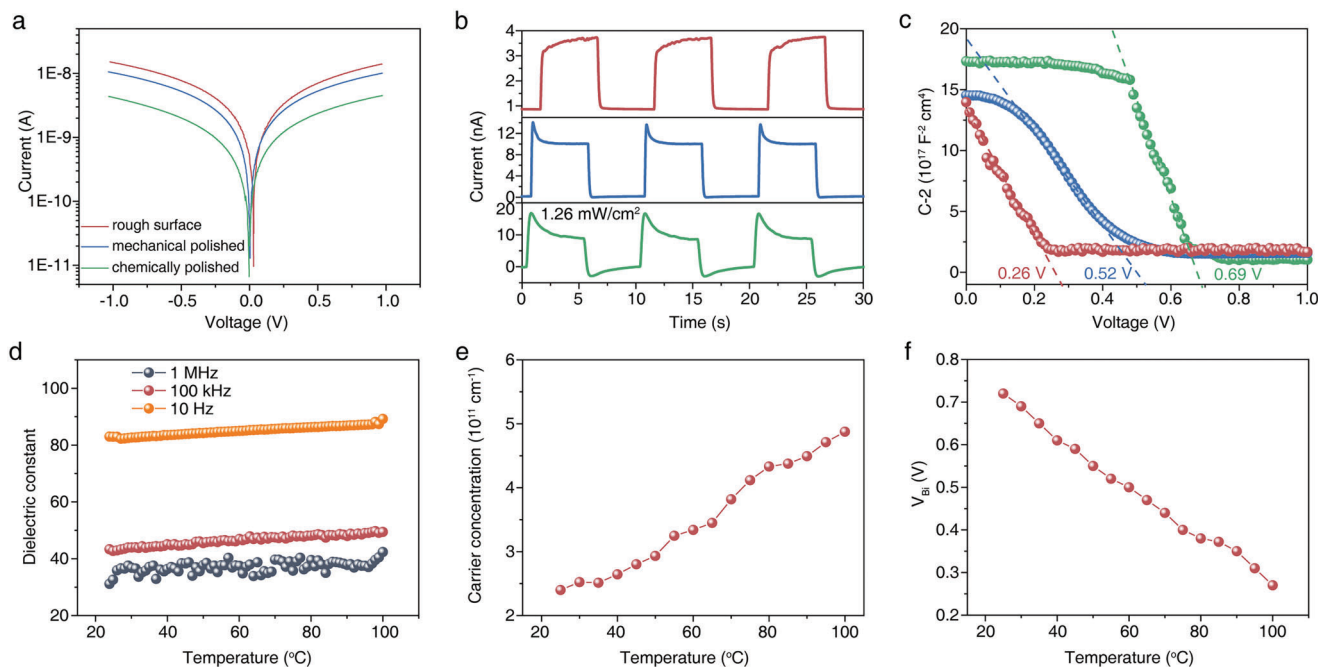 a
1E-8
1E-9
1E-10
1E-11
Current (A)
rough surface
mechanical polished
chemically polished
-1.0
-0.5
0.0
0.5
1.0
Voltage (V)
b
4
3
2
1
12
8
4
0
20
10
0
Current (nA)
1.26 mW/cm²
0
5
10
15
20
25
30
Time (s)
c
20
15
10
5
0
C-2 (10¹⁷ F⁻² cm⁴)
0.26 V
0.52 V
0.69 V
0.0
0.2
0.4
0.6
0.8
1.0
Voltage (V)
d
1 MHz
100 kHz
10 Hz
100
80
60
40
20
Dielectric constant
20
40
60
80
100
Temperature (°C)
e
6
5
4
3
2
Carrier concentration (10¹¹ cm⁻¹)
20
40
60
80
100
Temperature (°C)
f
0.8
0.7
0.6
0.5
0.4
0.3
0.2
V_Bi (V)
20
40
60
80
100
Temperature (°C)